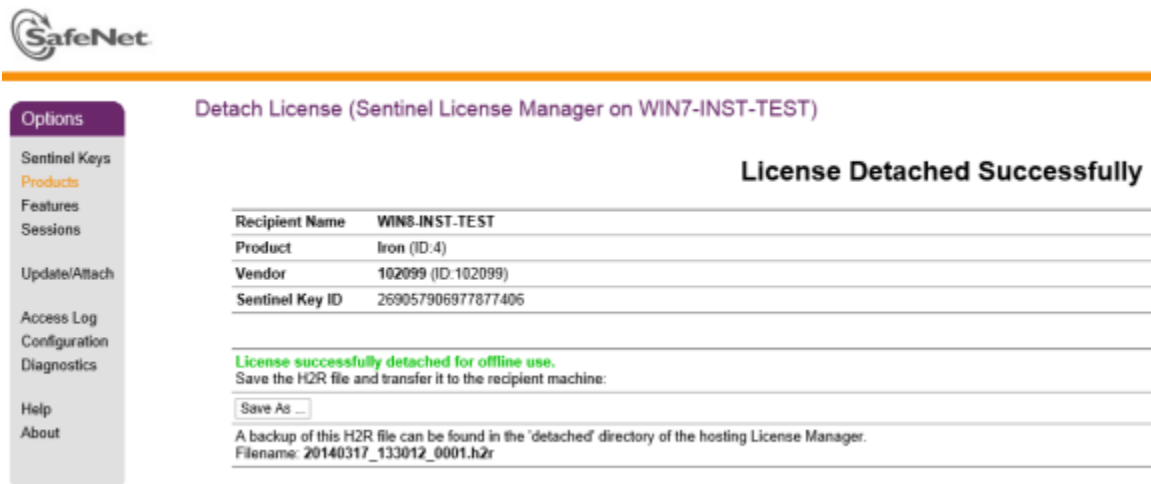 SafeNet.
Options
Sentinel Keys
Products
Features
Sessions
Update/Attach
Access Log
Configuration
Diagnostics
Help
About
Detach License (Sentinel License Manager on WIN7-INST-TEST)
License Detached Successfully
Recipient Name WIN8-INST-TEST
Product Iron (ID:4)
Vendor 102099 (ID:102099)
Sentinel Key ID 269057906977877406
License successfully detached for offline use.
Save the H2R file and transfer it to the recipient machine:
Save As ...
A backup of this H2R file can be found in the 'detached' directory of the hosting License Manager.
Filename: 20140317_133012_0001.h2r